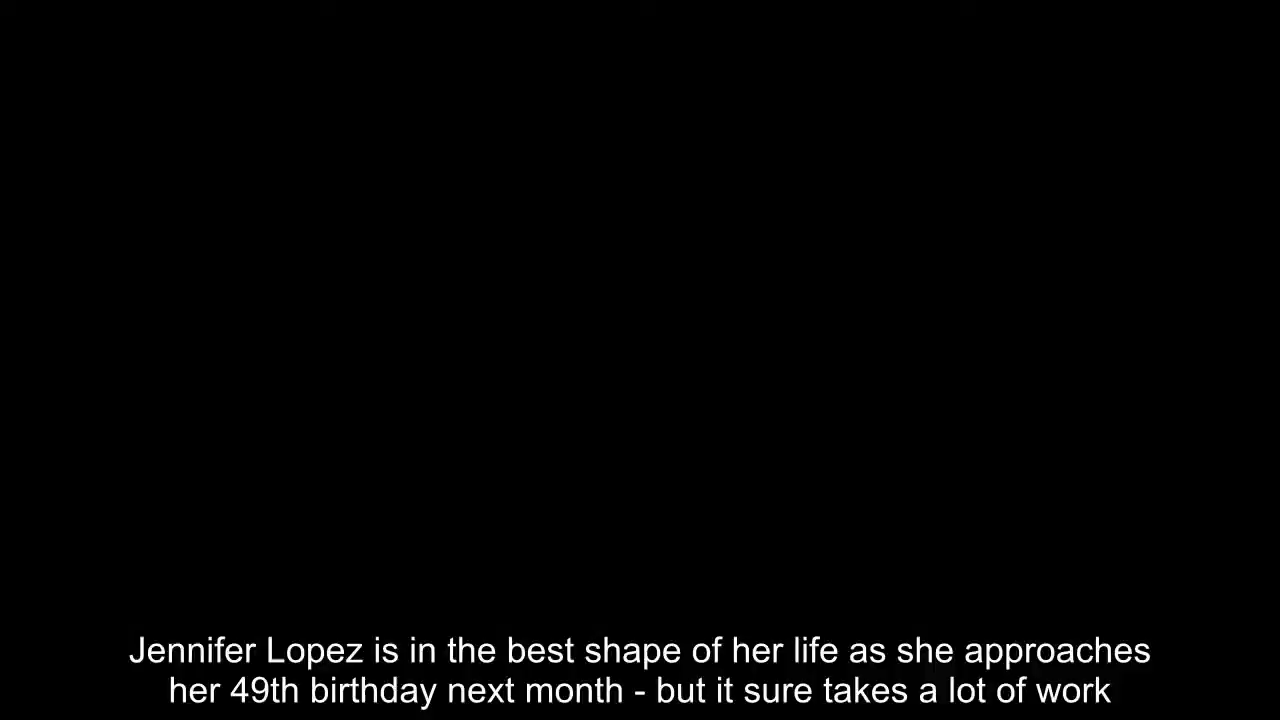 Jennifer Lopez is in the best shape of her life as she approaches
her 49th birthday next month - but it sure takes a lot of work